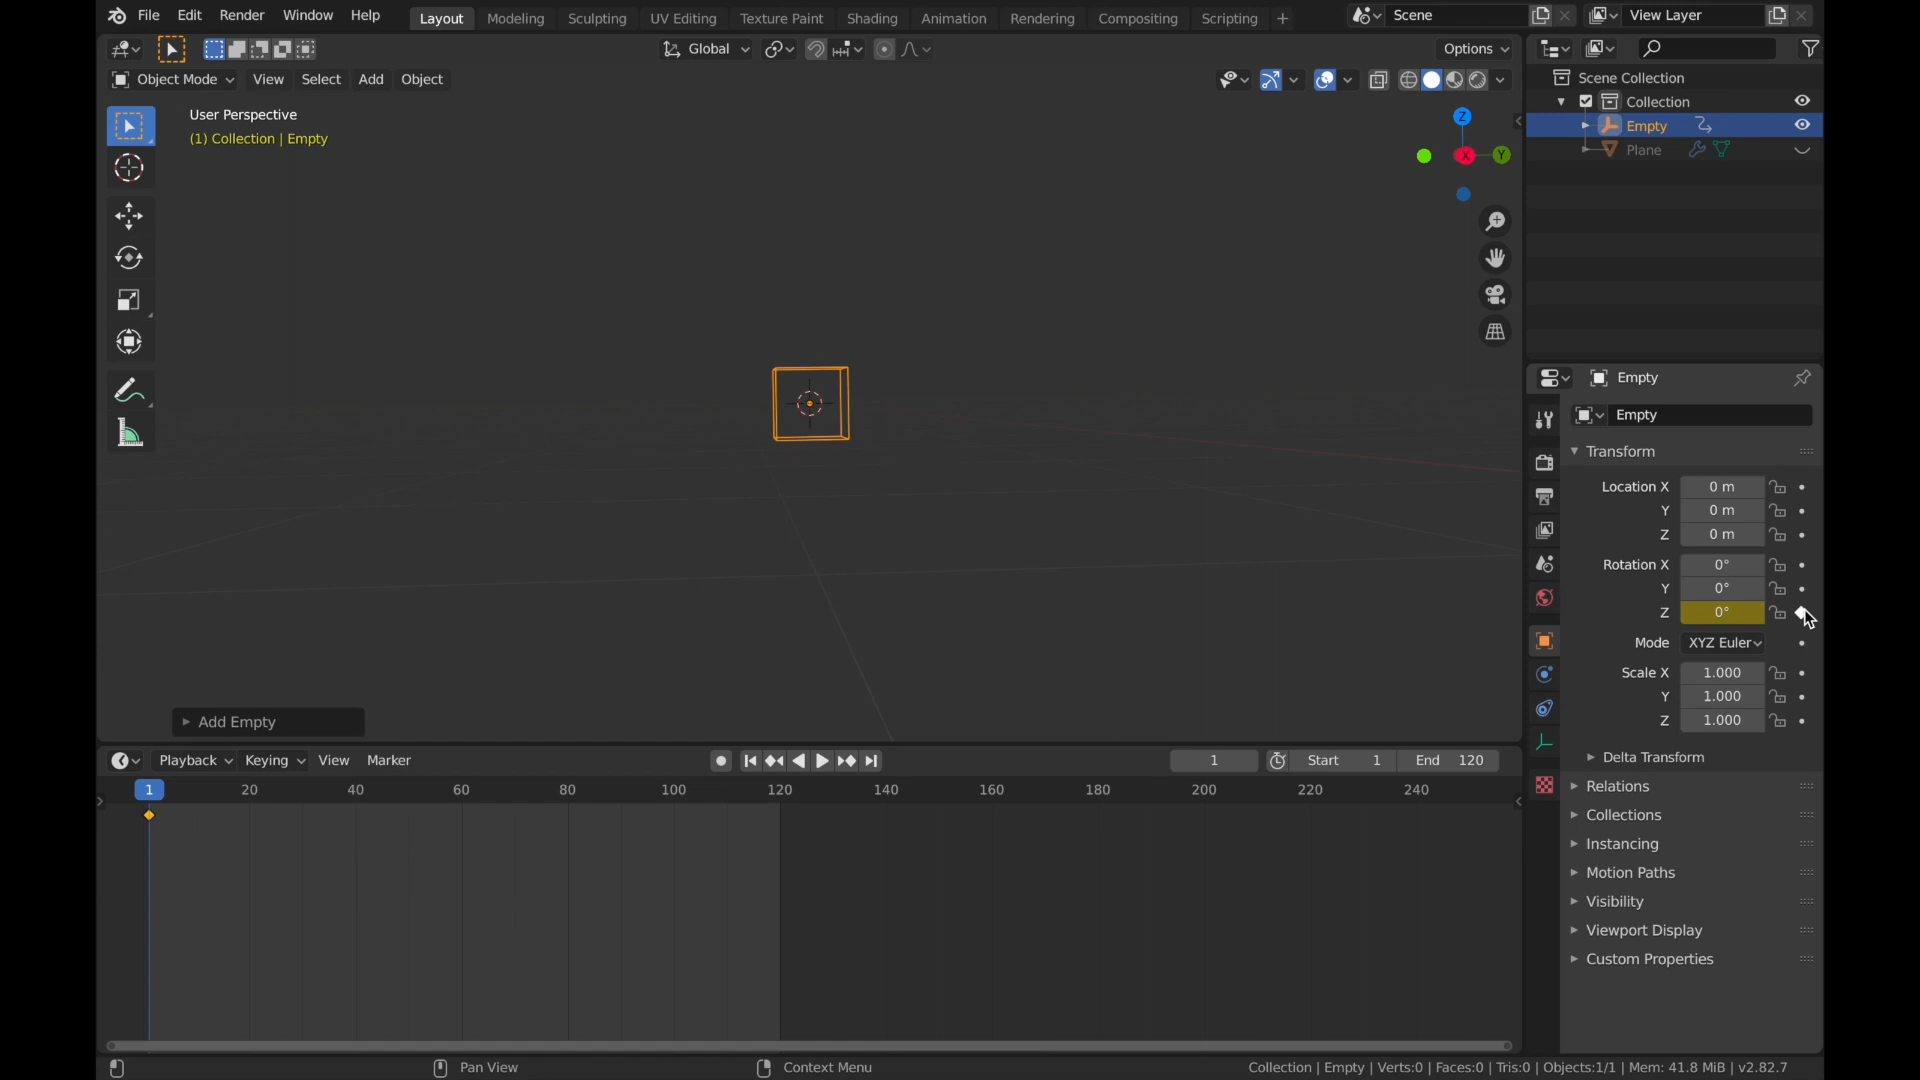 File Edit Render Window Help Layout Modeling Sculpting UV Editing Texture Paint Shading Animation Rendering Compositing Scripting + Scene View Layer
Global Options
Object Mode View Select Add Object
User Perspective
(1) Collection | Empty
Z
X
Y
Add Empty
Scene Collection
Collection
Empty
Plane
Empty
Empty
Transform
Location X 0 m
Y 0 m
Z 0 m
Rotation X 0°
Y 0°
Z 0°
Mode XYZ Euler
Scale X 1.000
Y 1.000
Z 1.000
Delta Transform
Relations
Collections
Instancing
Motion Paths
Visibility
Viewport Display
Custom Properties
Playback Keying View Marker 1 Start 1 End 120
1 20 40 60 80 100 120 140 160 180 200 220 240
Pan View Context Menu Collection | Empty | Verts:0 | Faces:0 | Tris:0 | Objects:1/1 | Mem: 41.8 MiB | v2.82.7